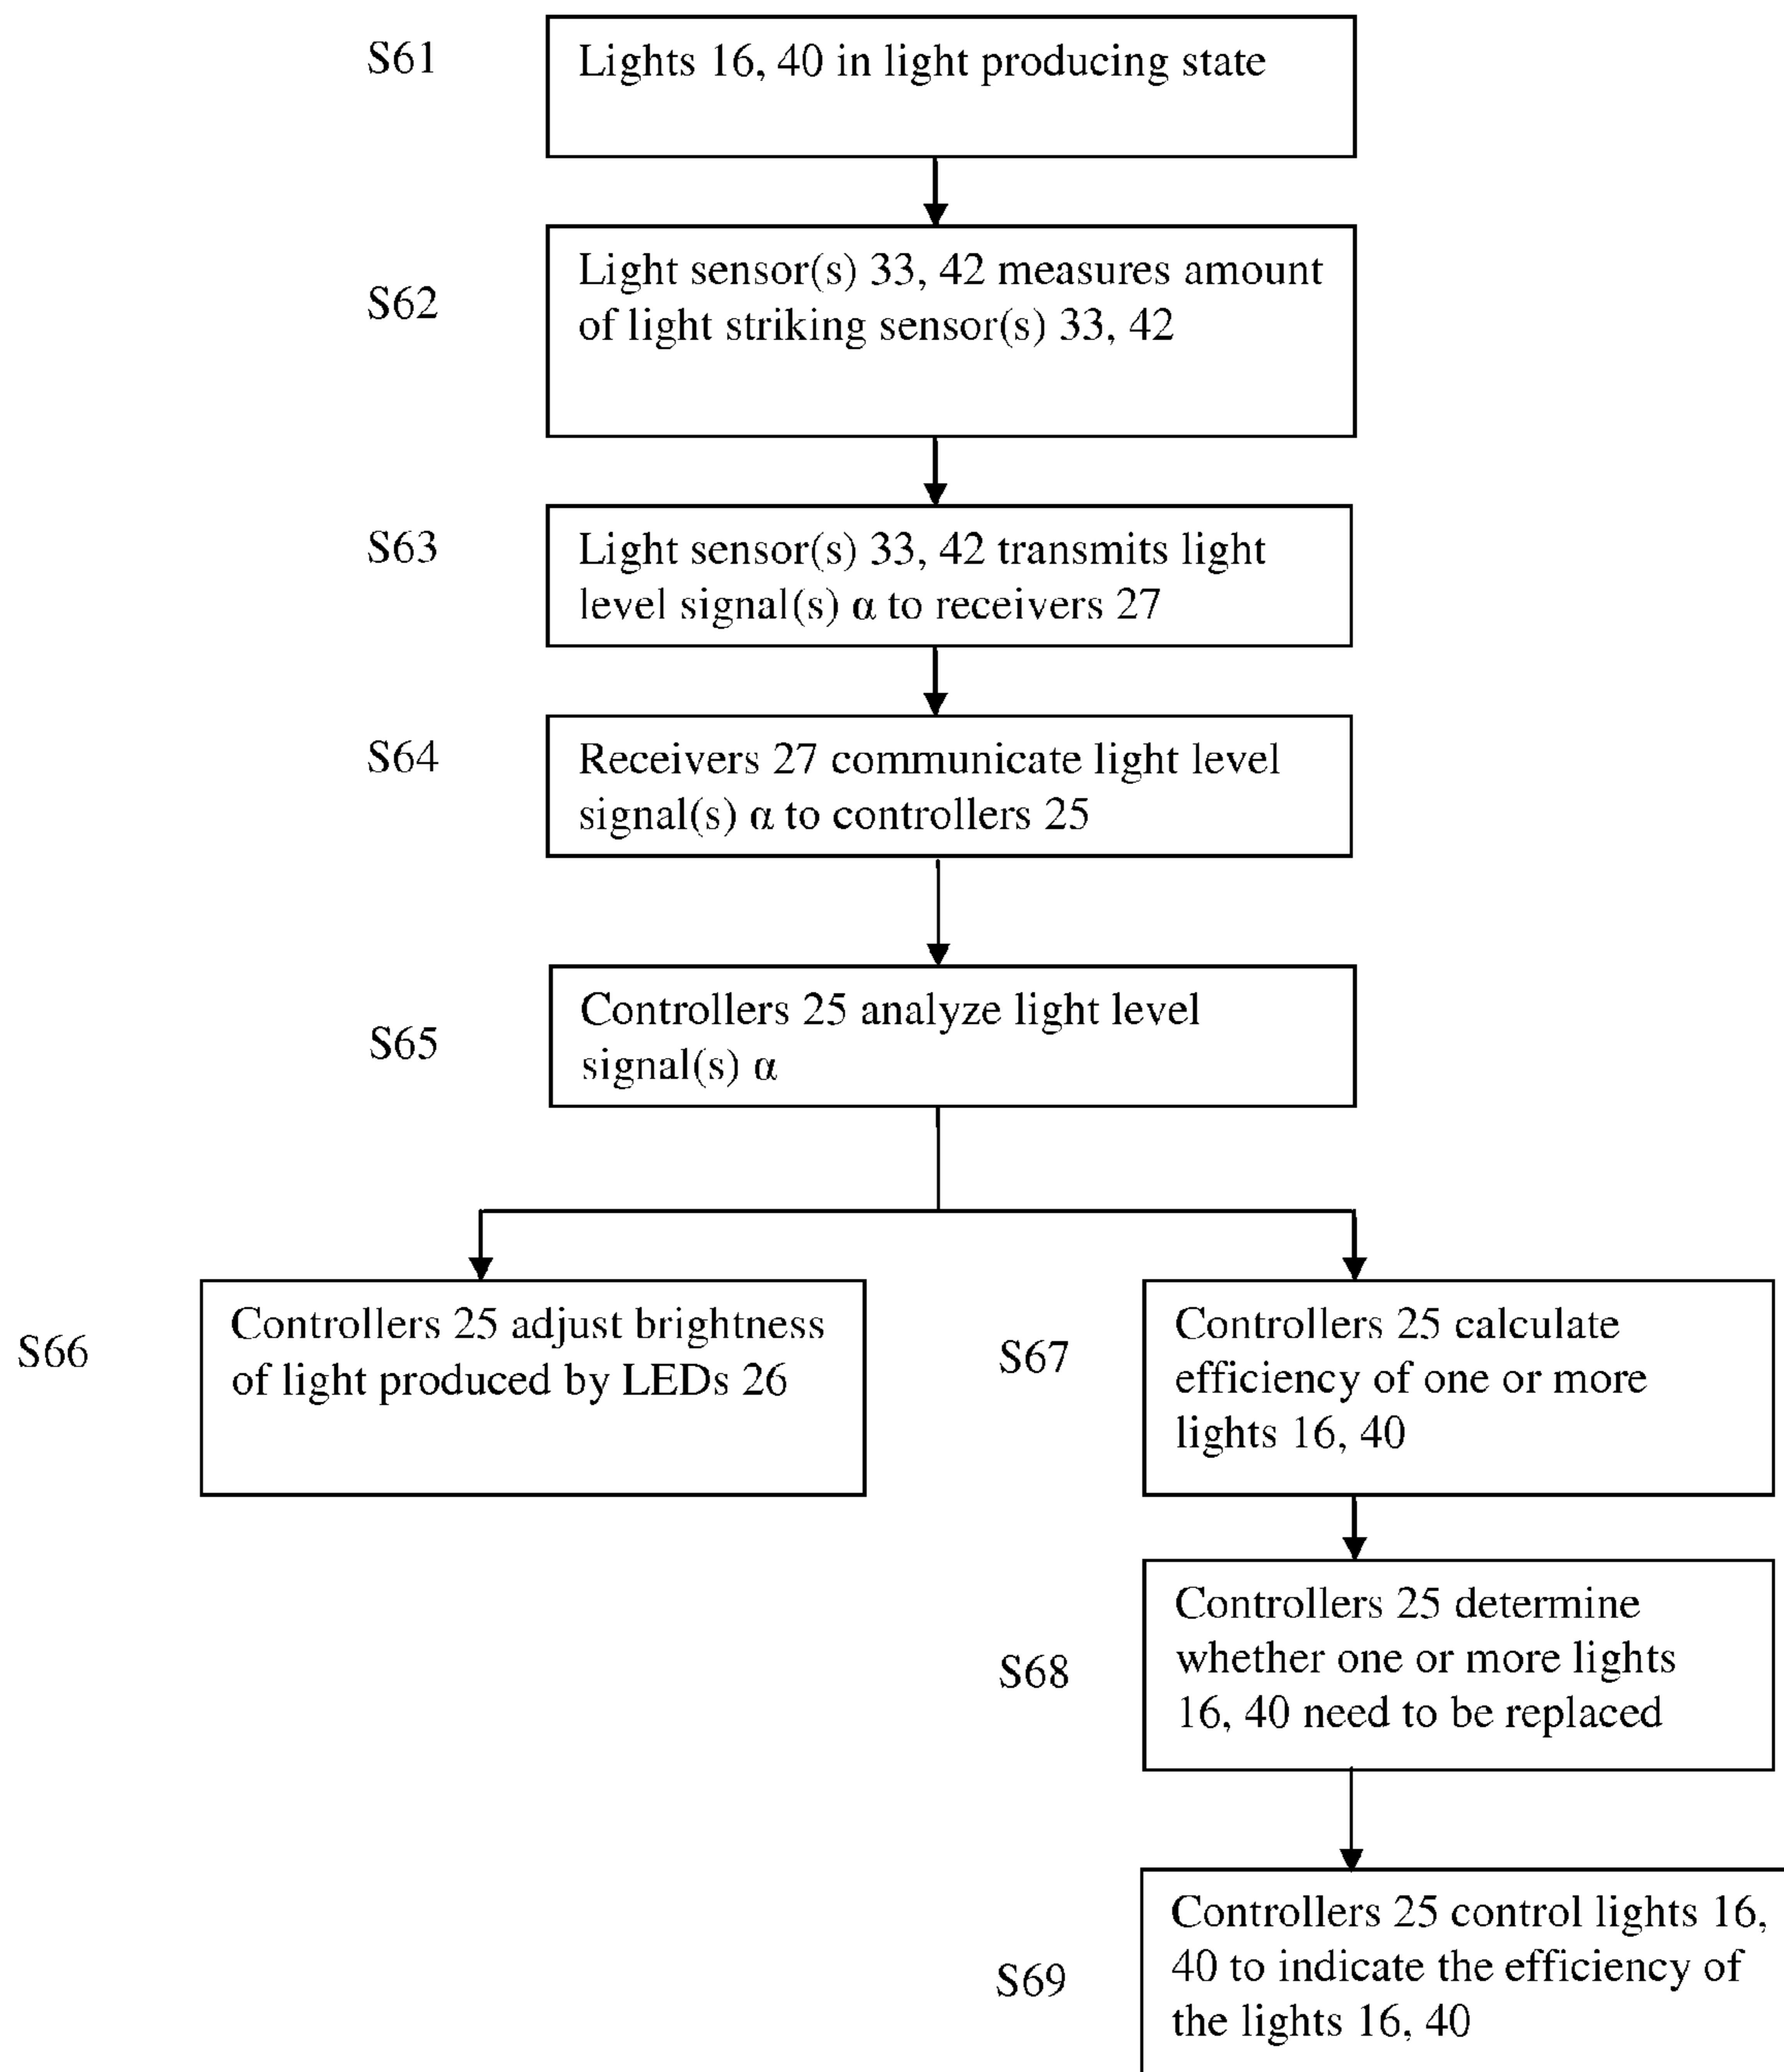 S61
Lights 16, 40 in light producing state
S62
Light sensor(s) 33, 42 measures amount
of light striking sensor(s) 33, 42
S63
Light sensor(s) 33, 42 transmits light
level signal(s) α to receivers 27
S64
Receivers 27 communicate light level
signal(s) α to controllers 25
S65
Controllers 25 analyze light level
signal(s) α
S66
Controllers 25 adjust brightness
of light produced by LEDs 26
S67
Controllers 25 calculate
efficiency of one or more
lights 16, 40
S68
Controllers 25 determine
whether one or more lights
16, 40 need to be replaced
S69
Controllers 25 control lights 16,
40 to indicate the efficiency of
the lights 16, 40